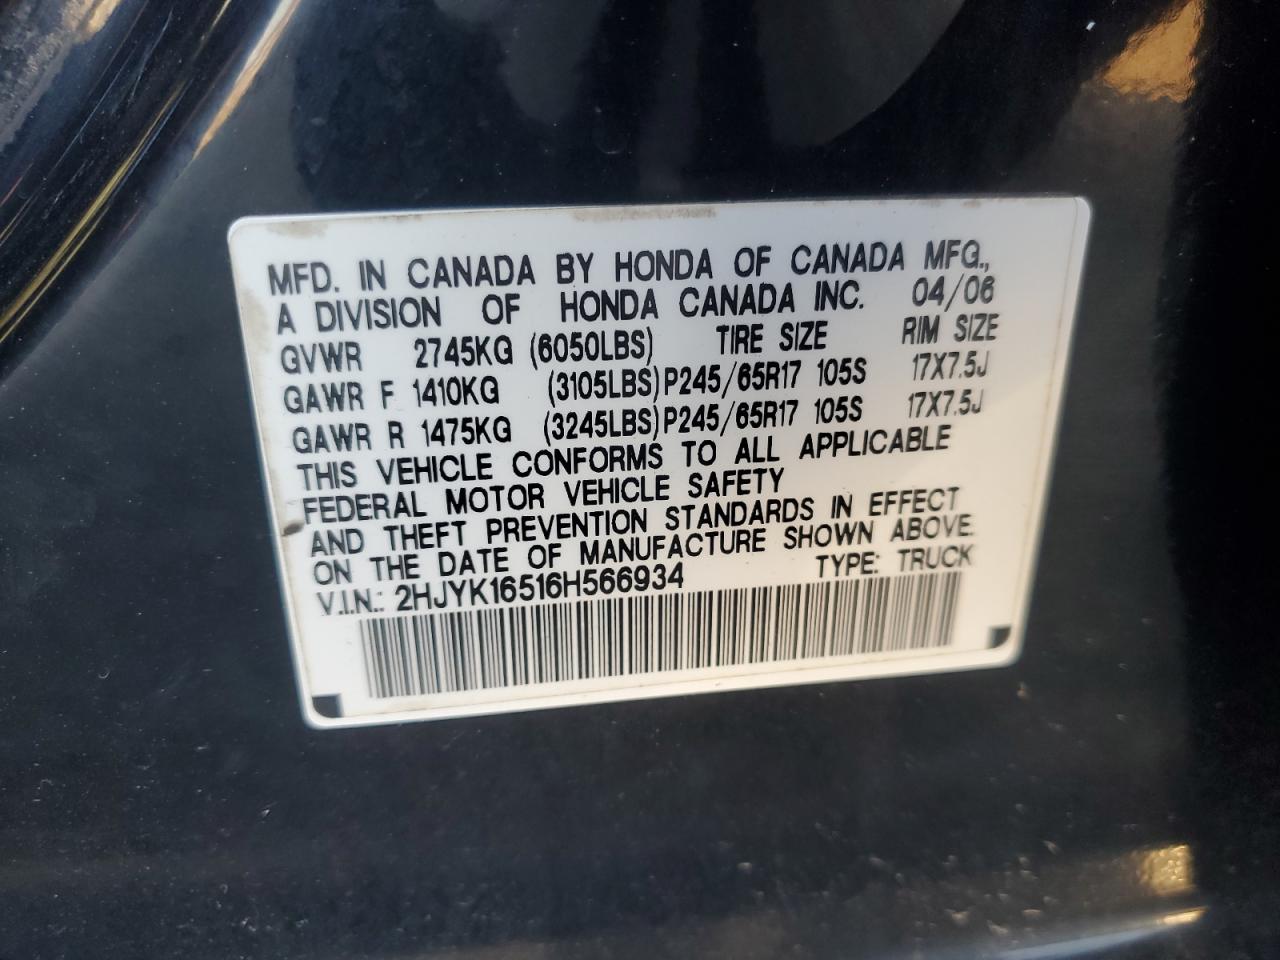 MFD. IN CANADA BY HONDA OF CANADA MFG.,
A DIVISION OF HONDA CANADA INC. 04/06
GVWR 2745KG (6050LBS) TIRE SIZE RIM SIZE
GAWR F 1410KG (3105LBS) P245/65R17 105S 17X7.5J
GAWR R 1475KG (3245LBS) P245/65R17 105S 17X7.5J
THIS VEHICLE CONFORMS TO ALL APPLICABLE
FEDERAL MOTOR VEHICLE SAFETY
AND THEFT PREVENTION STANDARDS IN EFFECT
ON THE DATE OF MANUFACTURE SHOWN ABOVE.
V.I.N.: 2HJYK16516H566934 TYPE: TRUCK